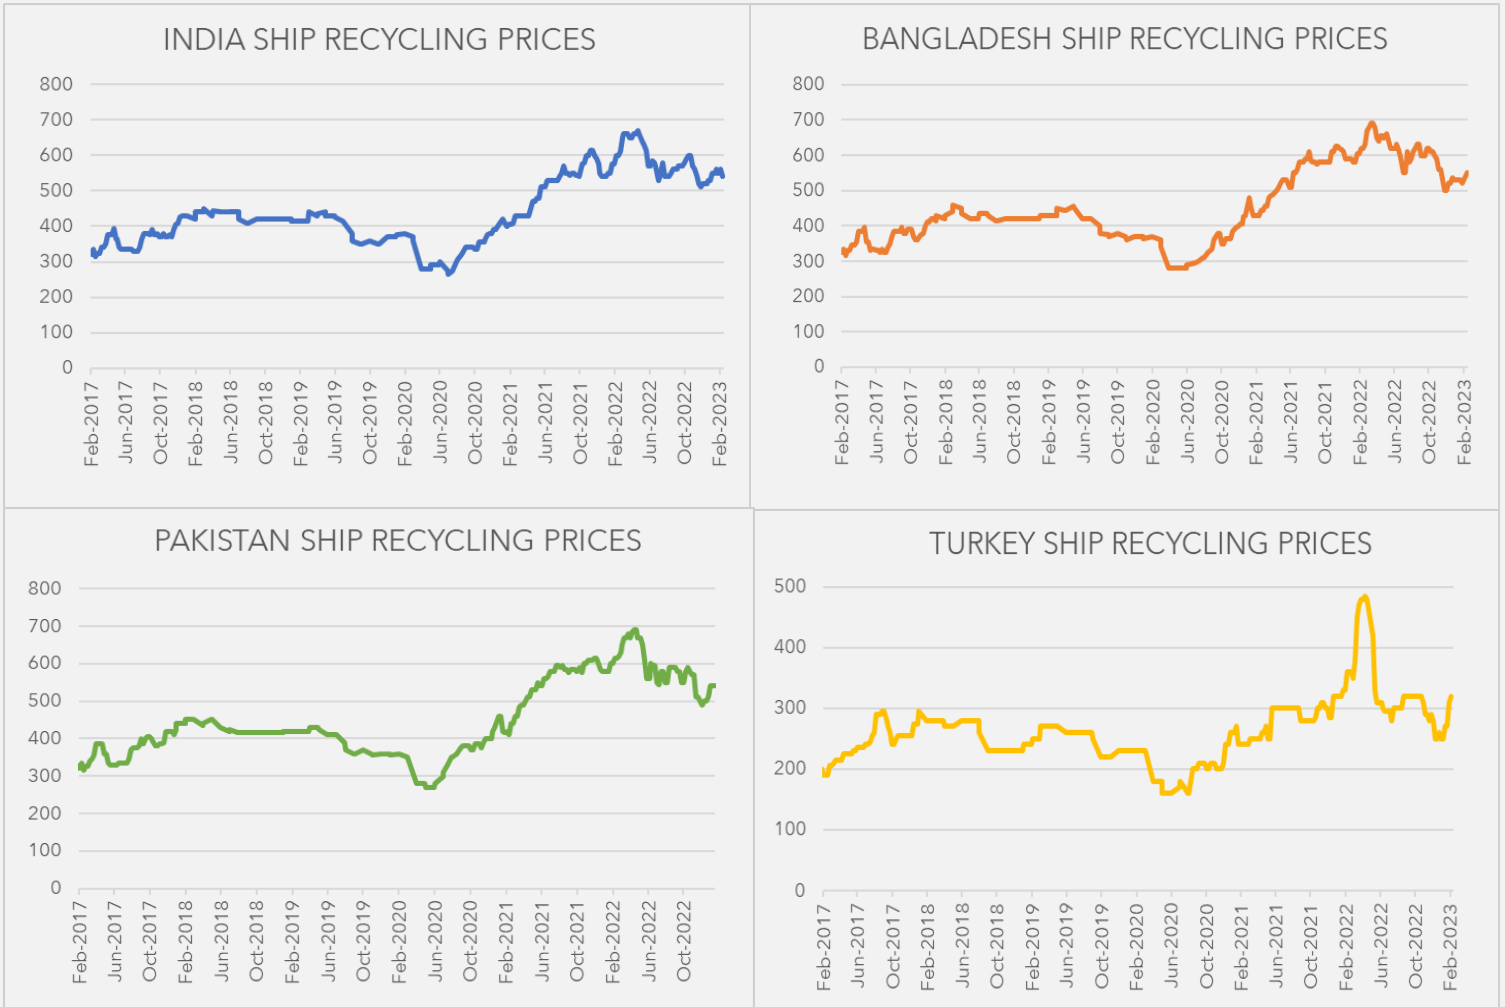 INDIA SHIP RECYCLING PRICES
800
700
600
500
400
300
200
100
0
Feb-2017
Jun-2017
Oct-2017
Feb-2018
Jun-2018
Oct-2018
Feb-2019
Jun-2019
Oct-2019
Feb-2020
Jun-2020
Oct-2020
Feb-2021
Jun-2021
Oct-2021
Feb-2022
Jun-2022
Oct-2022
Feb-2023
BANGLADESH SHIP RECYCLING PRICES
800
700
600
500
400
300
200
100
0
Feb-2017
Jun-2017
Oct-2017
Feb-2018
Jun-2018
Oct-2018
Feb-2019
Jun-2019
Oct-2019
Feb-2020
Jun-2020
Oct-2020
Feb-2021
Jun-2021
Oct-2021
Feb-2022
Jun-2022
Oct-2022
Feb-2023
PAKISTAN SHIP RECYCLING PRICES
800
700
600
500
400
300
200
100
0
Feb-2017
Jun-2017
Oct-2017
Feb-2018
Jun-2018
Oct-2018
Feb-2019
Jun-2019
Oct-2019
Feb-2020
Jun-2020
Oct-2020
Feb-2021
Jun-2021
Oct-2021
Feb-2022
Jun-2022
Oct-2022
TURKEY SHIP RECYCLING PRICES
500
400
300
200
100
0
Feb-2017
Jun-2017
Oct-2017
Feb-2018
Jun-2018
Oct-2018
Feb-2019
Jun-2019
Oct-2019
Feb-2020
Jun-2020
Oct-2020
Feb-2021
Jun-2021
Oct-2021
Feb-2022
Jun-2022
Oct-2022
Feb-2023